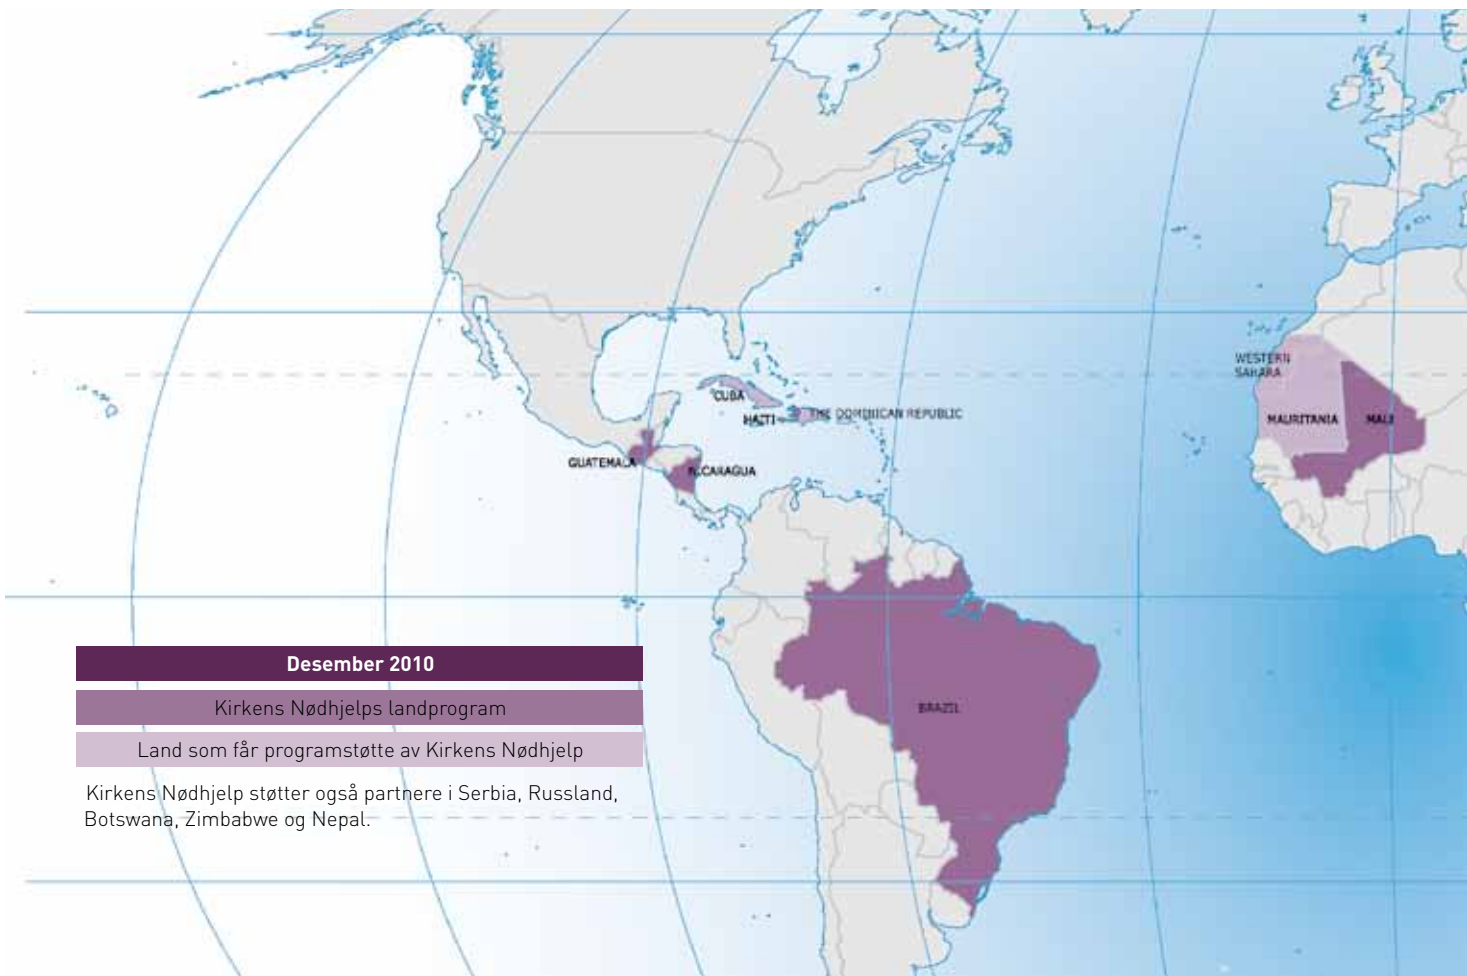 WESTERN
SAHARA
CUBA
HAITI
THE DOMINICAN REPUBLIC
MAURITANIA
MALI
GUATEMALA
NICARAGUA
BRAZIL
Desember 2010
Kirkens Nødhjelps landprogram
Land som får programstøtte av Kirkens Nødhjelp
Kirkens Nødhjelp støtter også partnere i Serbia, Russland,
Botswana, Zimbabwe og Nepal.